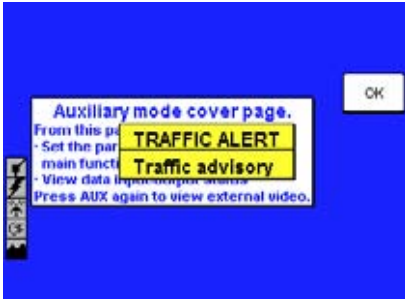 OK
Auxiliary mode cover page.
From this pa
TRAFFIC ALERT
- Set the par
main functi
Traffic advisory
- View data input-output status
Press AUX again to view external video.